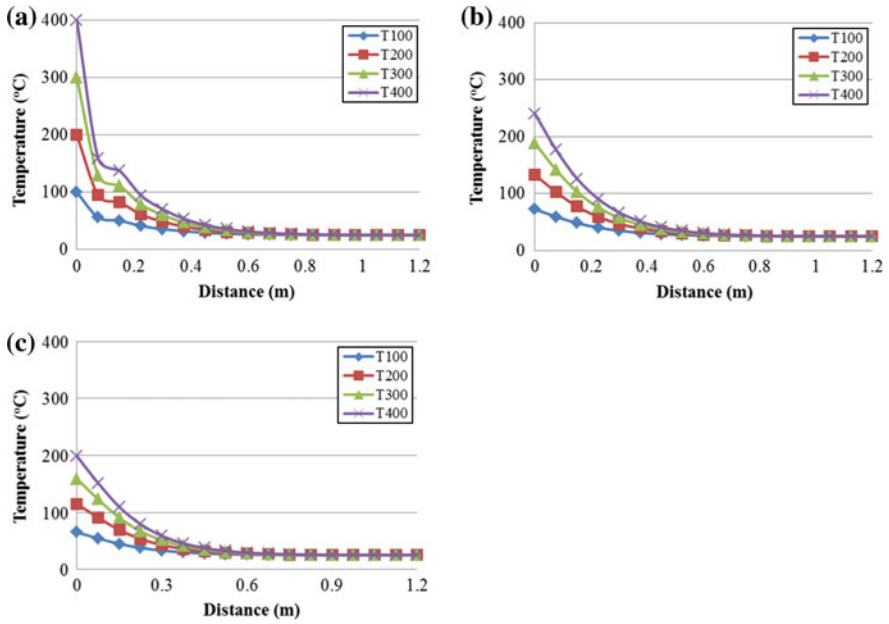 (a)
400
300
200
100
0
Temperature (°C)
T100
T200
T300
T400
0 0.2 0.4 0.6 0.8 1 1.2
Distance (m)
(b)
400
300
200
100
0
Temperature (°C)
T100
T200
T300
T400
0 0.2 0.4 0.6 0.8 1 1.2
Distance (m)
(c)
400
300
200
100
0
Temperature (°C)
T100
T200
T300
T400
0 0.3 0.6 0.9 1.2
Distance (m)